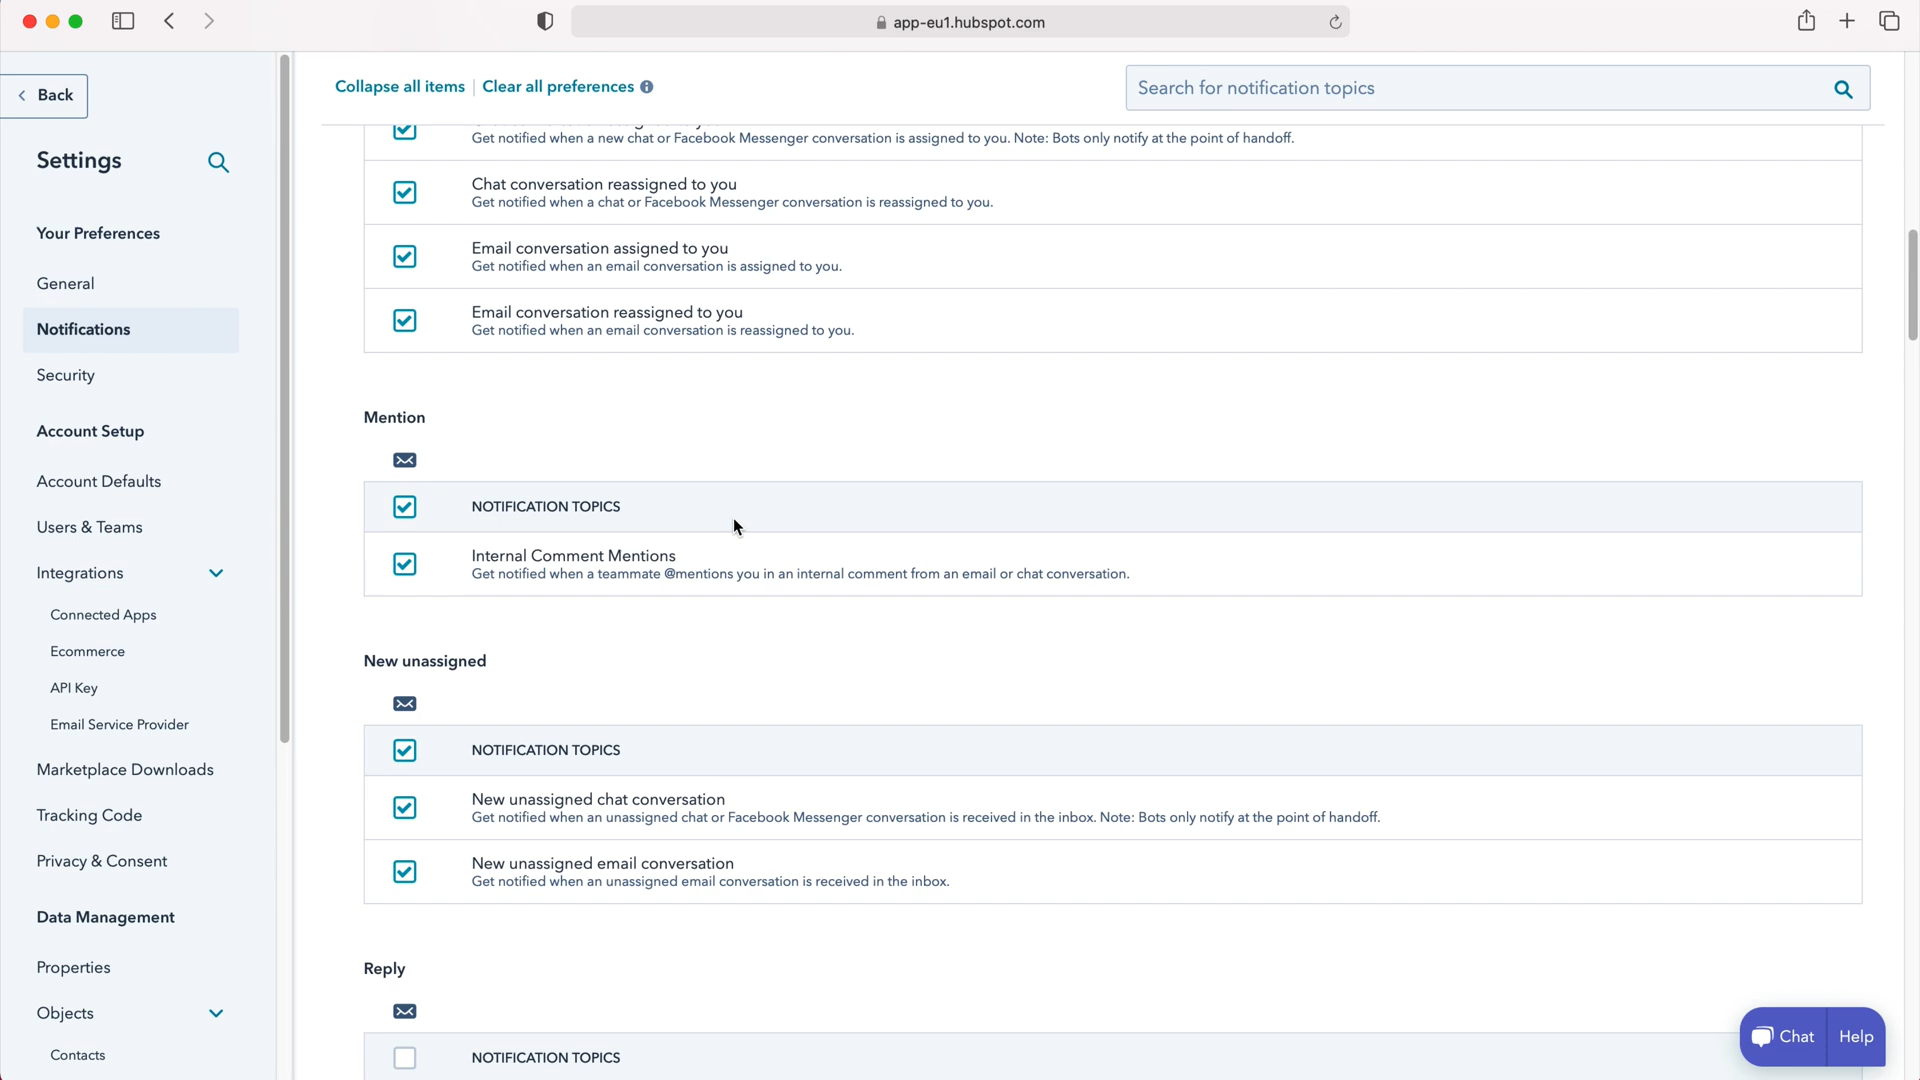 app-eu1.hubspot.com
Back
Settings
Your Preferences
General
Notifications
Security
Account Setup
Account Defaults
Users & Teams
Integrations
Connected Apps
Ecommerce
API Key
Email Service Provider
Marketplace Downloads
Tracking Code
Privacy & Consent
Data Management
Properties
Objects
Contacts
Collapse all items
Clear all preferences
Search for notification topics
Get notified when a new chat or Facebook Messenger conversation is assigned to you. Note: Bots only notify at the point of handoff.
Chat conversation reassigned to you
Get notified when a chat or Facebook Messenger conversation is reassigned to you.
Email conversation assigned to you
Get notified when an email conversation is assigned to you.
Email conversation reassigned to you
Get notified when an email conversation is reassigned to you.
Mention
NOTIFICATION TOPICS
Internal Comment Mentions
Get notified when a teammate @mentions you in an internal comment from an email or chat conversation.
New unassigned
NOTIFICATION TOPICS
New unassigned chat conversation
Get notified when an unassigned chat or Facebook Messenger conversation is received in the inbox. Note: Bots only notify at the point of handoff.
New unassigned email conversation
Get notified when an unassigned email conversation is received in the inbox.
Reply
NOTIFICATION TOPICS
Chat
Help